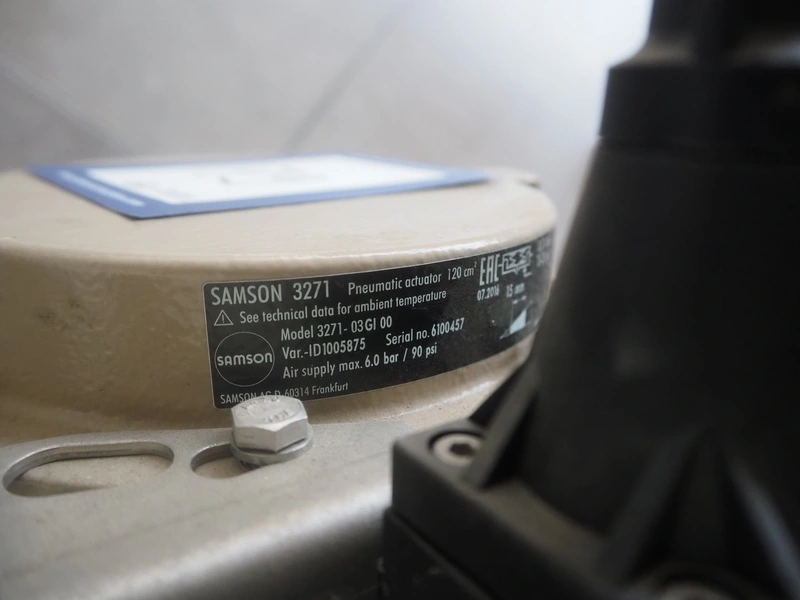 SAMSON 3271 Pneumatic actuator 120 cm²
See technical data for ambient temperature
Model 3271-03GI 00
Var.-ID1005875 Serial no. 6100457
Air supply max. 6.0 bar / 90 psi
SAMSON AG D-60314 Frankfurt
samson
EAC
07.2016 15 mm